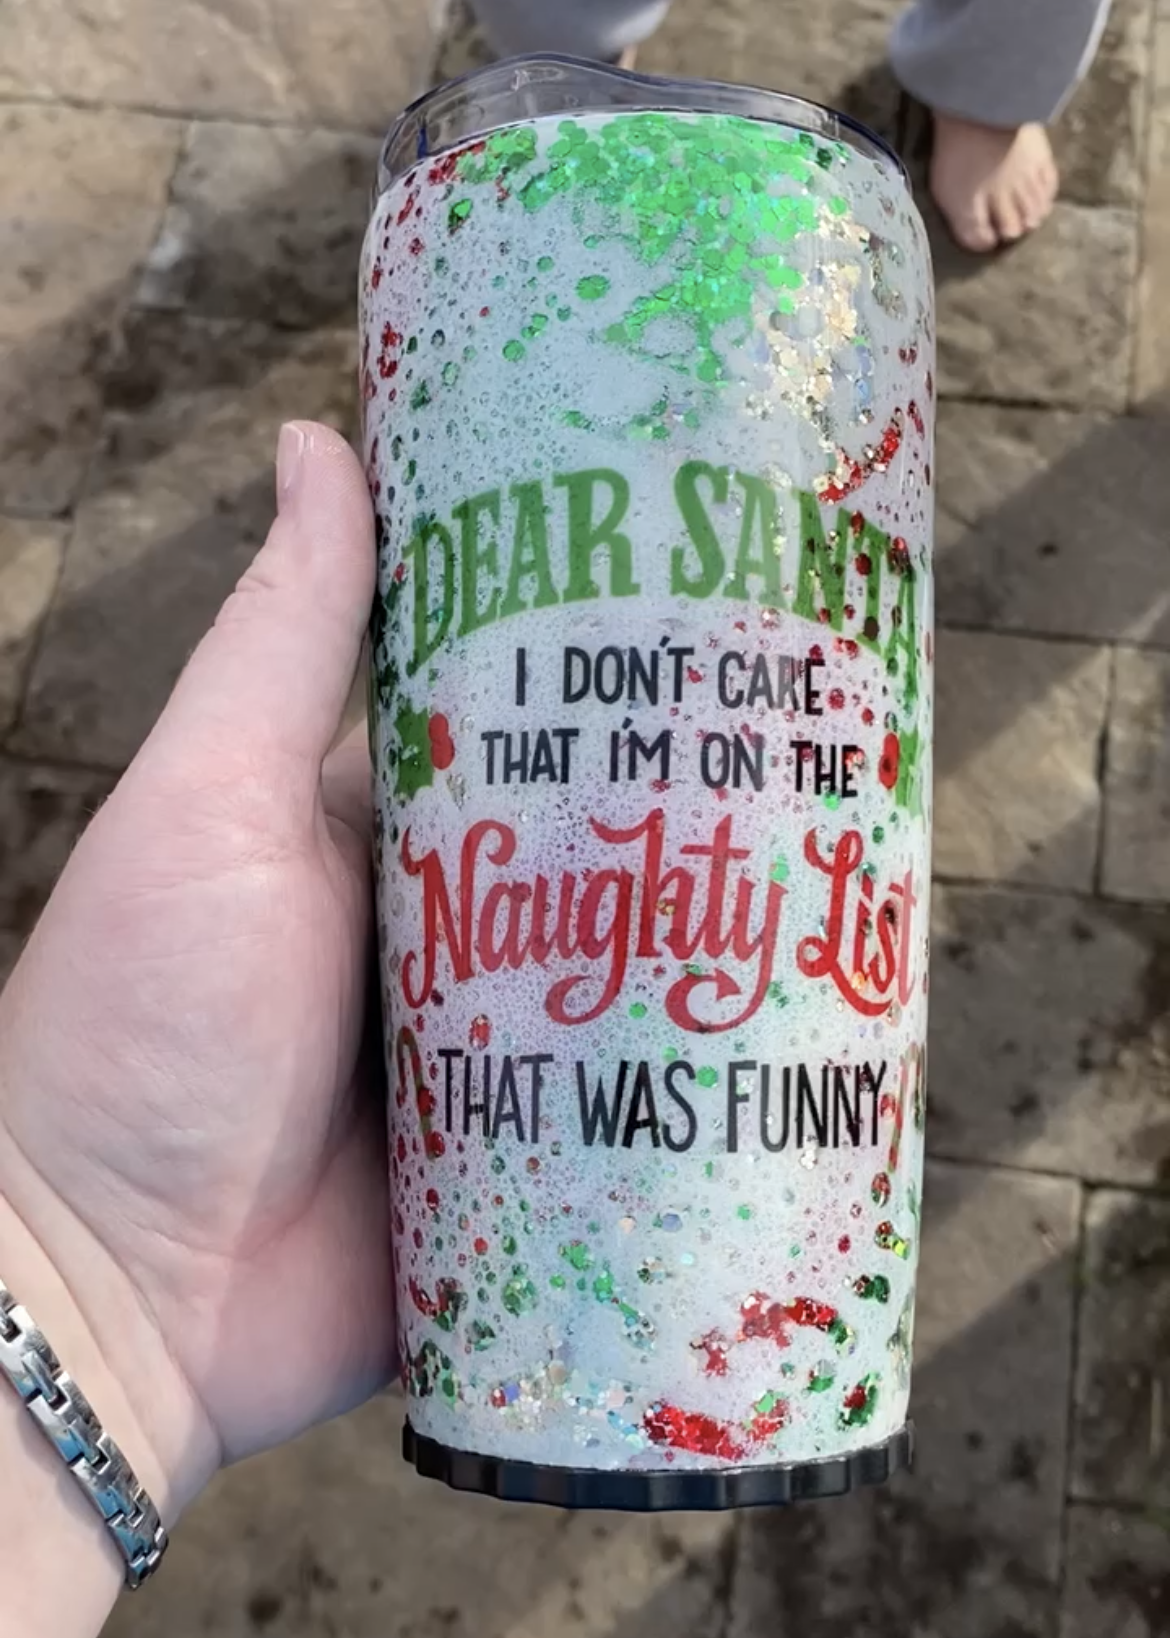 DEAR SANTA
I DON'T CARE
THAT I'M ON THE
Naughty List
THAT WAS FUNNY